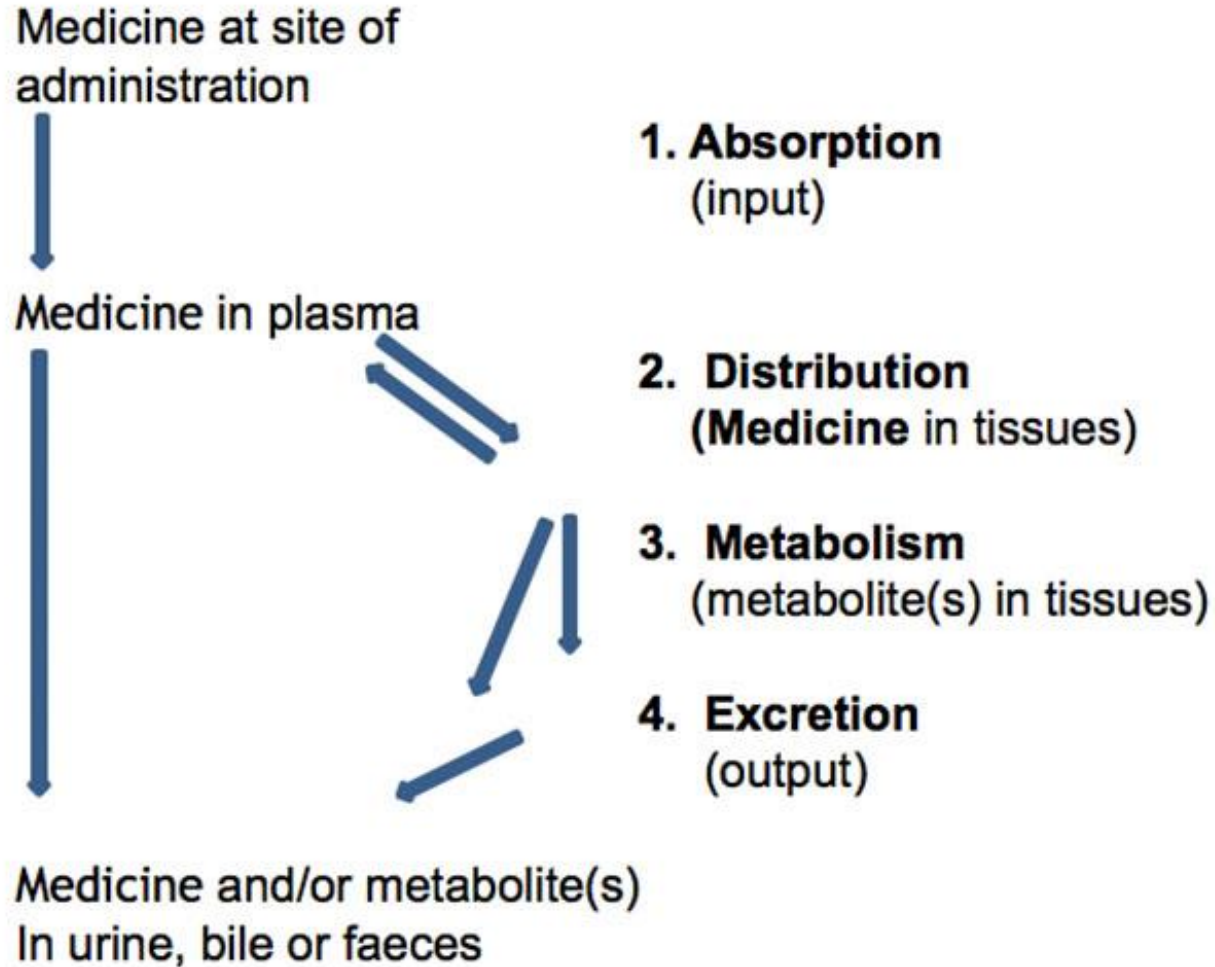 Medicine at site of
administration
1. Absorption
(input)
Medicine in plasma
2. Distribution
(Medicine in tissues)
3. Metabolism
(metabolite(s) in tissues)
4. Excretion
(output)
Medicine and/or metabolite(s)
In urine, bile or faeces